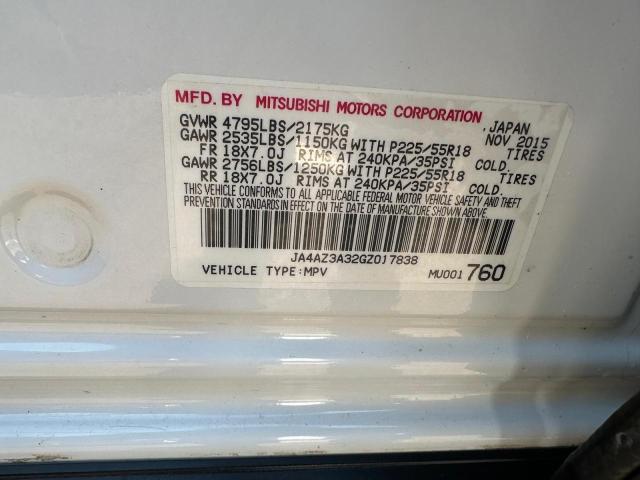 MFD. BY MITSUBISHI MOTORS CORPORATION, JAPAN
GVWR 4795LBS/2175KG NOV 2015
GAWR 2535LBS/1150KG WITH P225/55R18 TIRES
FR 18X7.0J RIMS AT 240KPA/35PSI COLD.
GAWR 2756LBS/1250KG WITH P225/55R18 TIRES
RR 18X7.0J RIMS AT 240KPA/35PSI COLD.
THIS VEHICLE CONFORMS TO ALL APPLICABLE FEDERAL MOTOR VEHICLE SAFETY AND THEFT
PREVENTION STANDARDS IN EFFECT ON THE DATE OF MANUFACTURE SHOWN ABOVE.
JA4AZ3A32GZ017838
VEHICLE TYPE:MPV MU001 760